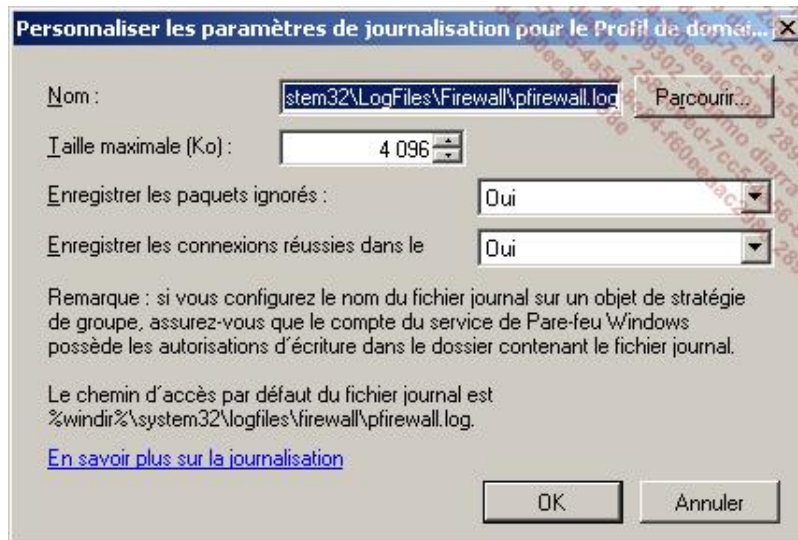 Personnaliser les paramètres de journalisation pour le Profil de domai...
Nom :
stem32\LogFiles\Firewall\pfirewall.log
Parcourir...
Taille maximale (Ko) :
4 096
Enregistrer les paquets ignorés :
Oui
Enregistrer les connexions réussies dans le
Oui
Remarque : si vous configurez le nom du fichier journal sur un objet de stratégie
de groupe, assurez-vous que le compte du service de Pare-feu Windows
possède les autorisations d'écriture dans le dossier contenant le fichier journal.
Le chemin d'accès par défaut du fichier journal est
%windir%\system32\logfiles\firewall\pfirewall.log.
En savoir plus sur la journalisation
OK
Annuler